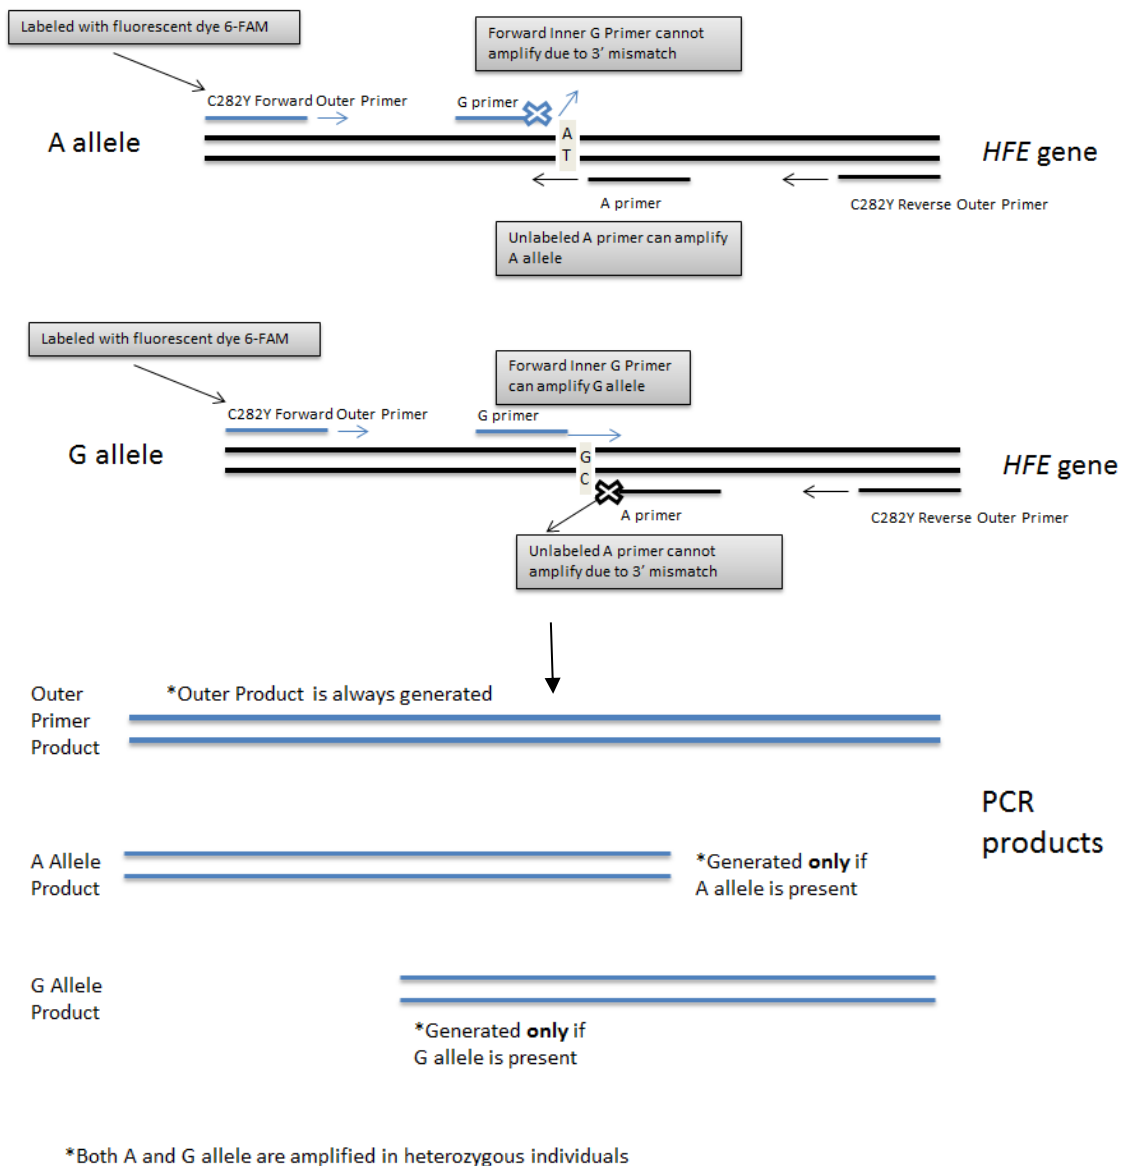 Labeled with fluorescent dye 6-FAM
Forward Inner G Primer cannot
amplify due to 3’ mismatch
C282Y Forward Outer Primer
G primer
A allele
A
T
HFE gene
A primer
C282Y Reverse Outer Primer
Unlabeled A primer can amplify
A allele
Labeled with fluorescent dye 6-FAM
Forward Inner G Primer
can amplify G allele
C282Y Forward Outer Primer
G primer
G allele
G
C
HFE gene
A primer
C282Y Reverse Outer Primer
Unlabeled A primer cannot
amplify due to 3’ mismatch
Outer
Primer
Product
*Outer Product is always generated
PCR
products
A Allele
Product
*Generated only if
A allele is present
G Allele
Product
*Generated only if
G allele is present
*Both A and G allele are amplified in heterozygous individuals